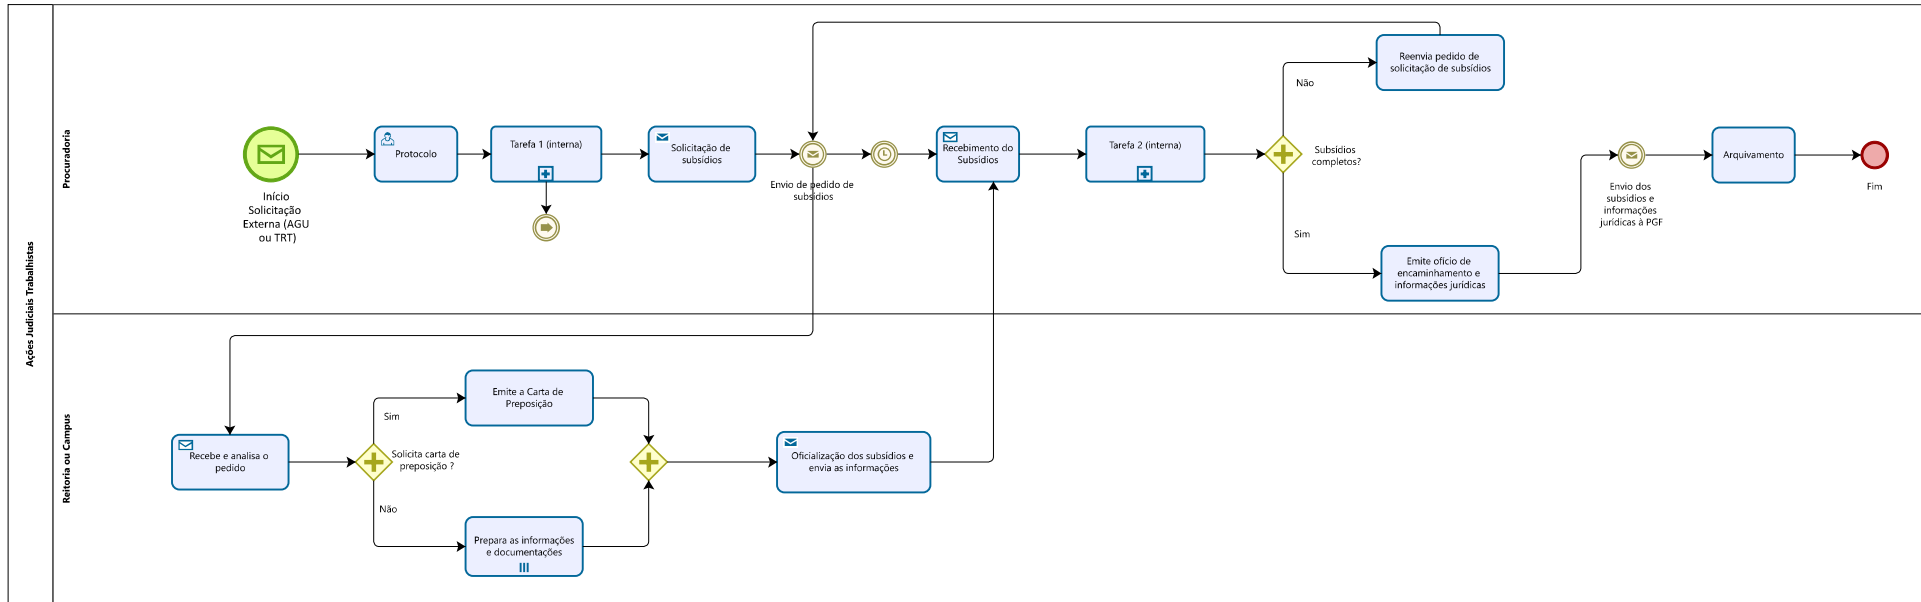 Ações Judiciais Trabalhistas
Procuradoria
Início
Solicitação
Externa (AGU
ou TRT)
Protocolo
Tarefa 1 (interna)
Solicitação de
subsídios
Envio de pedido de
subsídios
Recebimento do
Subsídios
Tarefa 2 (interna)
Subsídios
completos?
Não
Reenvia pedido de
solicitação de subsídios
Sim
Emite ofício de
encaminhamento e
informações jurídicas
Envio dos
subsídios e
informações
jurídicas à PGF
Arquivamento
Fim
Reitoria ou Campus
Recebe e analisa o
pedido
Solicita carta de
preposição ?
Sim
Emite a Carta de
Preposição
Não
Prepara as informações
e documentações
Oficialização dos subsídios e
envia as informações